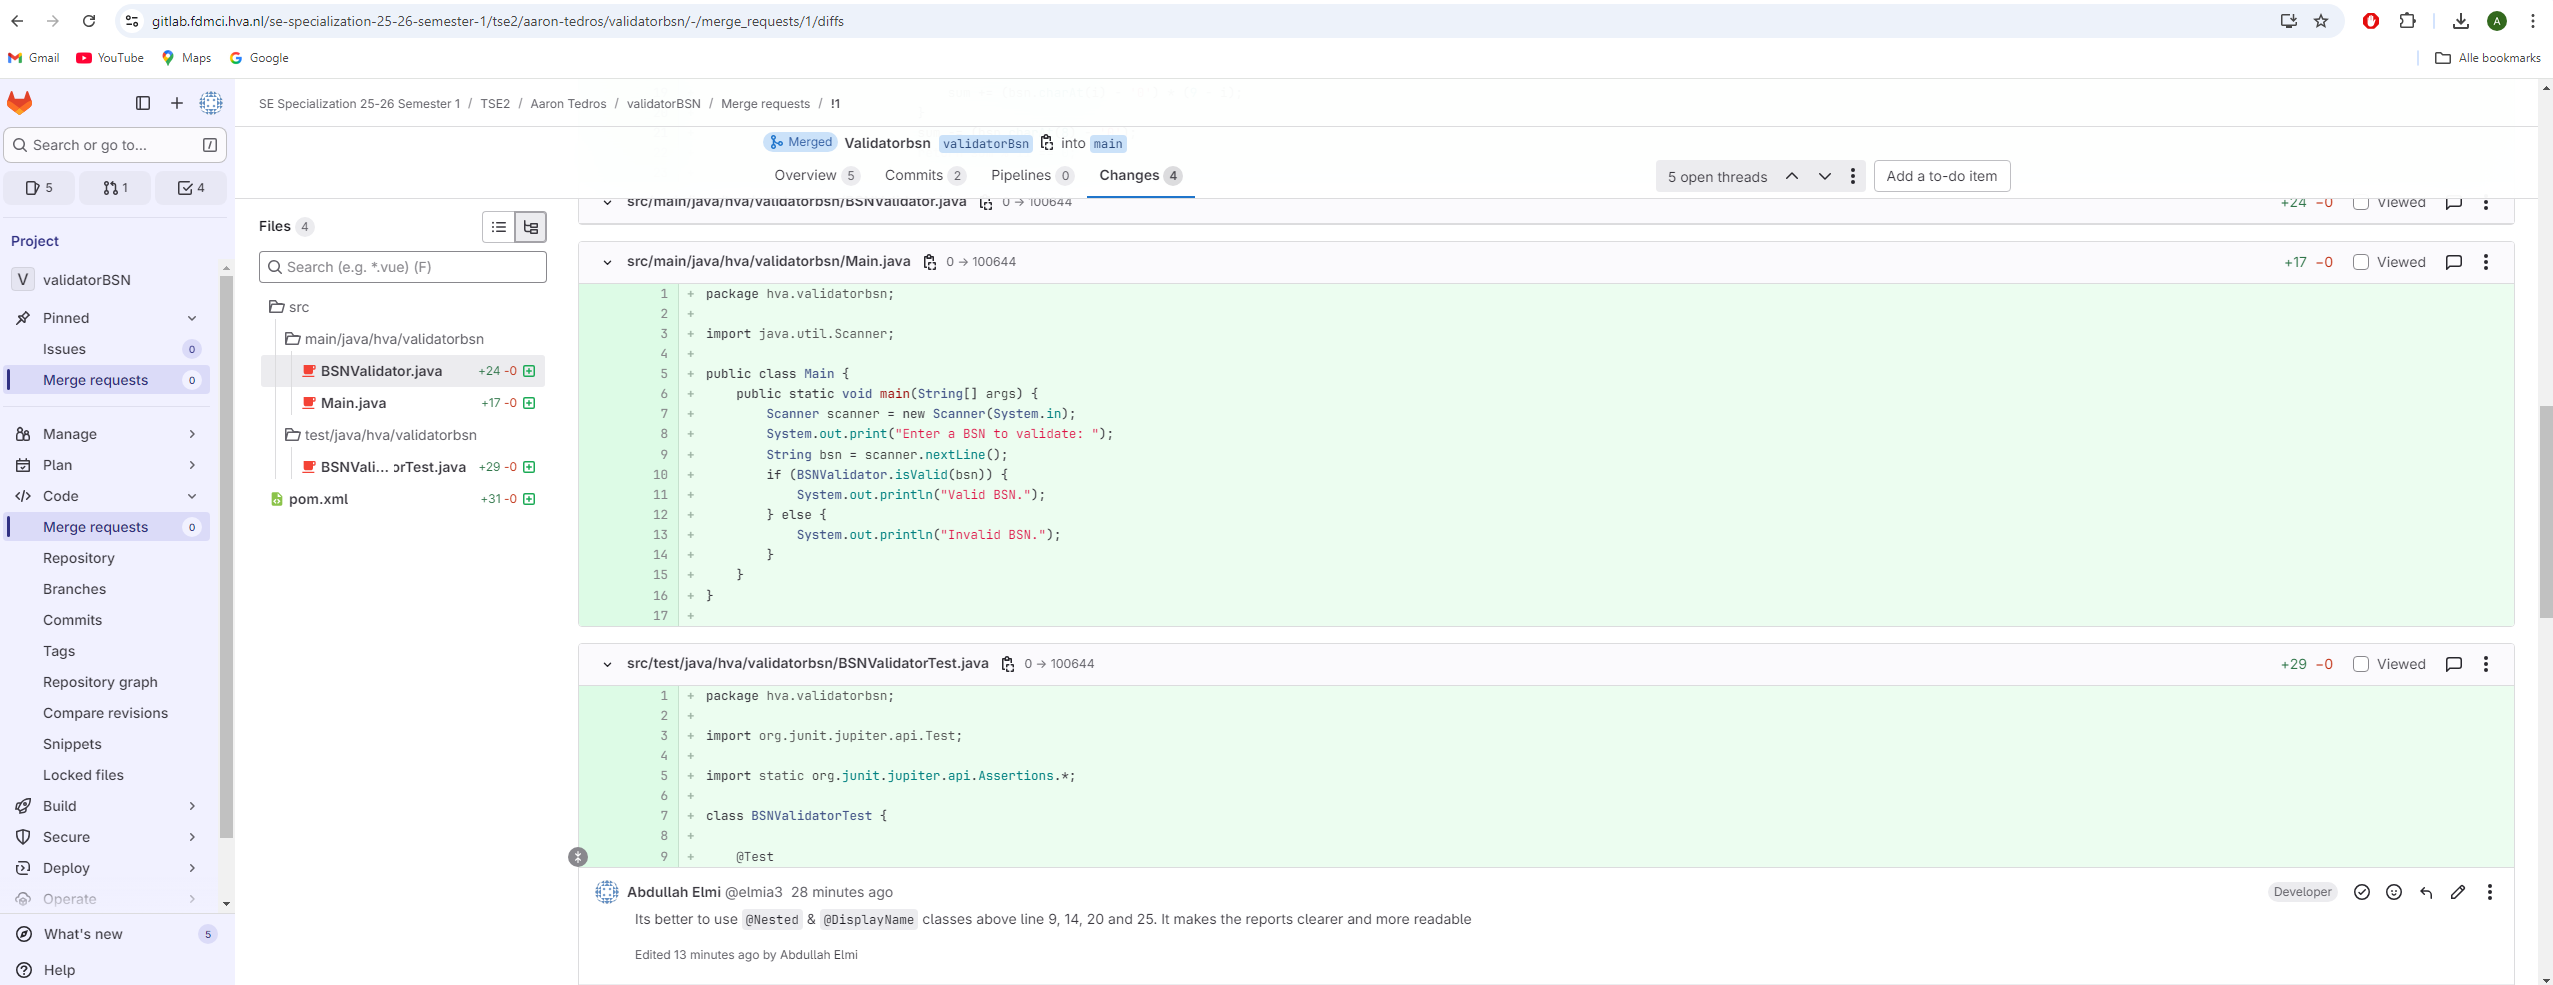 gitlab.fdmci.hva.nl/se-specialization-25-26-semester-1/tse2/aaron-tedros/validatorbsn/-/merge_requests/1/diffs
A
Gmail
YouTube
Maps
Google
Alle bookmarks
SE Specialization 25-26 Semester 1 / TSE2 / Aaron Tedros / validatorBSN / Merge requests / !1
Search or go to... /
5
1
4
Project
V validatorBSN
Pinned
Issues 0
Merge requests 0
Manage
Plan
Code
Merge requests 0
Repository
Branches
Commits
Tags
Repository graph
Compare revisions
Snippets
Locked files
Build
Secure
Deploy
Operate
What's new 5
Help
Merged Validatorbsn validatorBsn into main
Overview 5 Commits 2 Pipelines 0 Changes 4
5 open threads Add a to-do item
Files 4
Search (e.g. *.vue) (F)
src
main/java/hva/validatorbsn
BSNValidator.java +24 -0
Main.java +17 -0
test/java/hva/validatorbsn
BSNVali... orTest.java +29 -0
pom.xml +31 -0
src/main/java/hva/validatorbsn/BSNValidator.java 0 → 100644 +24 −0 Viewed
src/main/java/hva/validatorbsn/Main.java 0 → 100644 +17 −0 Viewed
1 + package hva.validatorbsn;
2 +
3 + import java.util.Scanner;
4 +
5 + public class Main {
6 +     public static void main(String[] args) {
7 +         Scanner scanner = new Scanner(System.in);
8 +         System.out.print("Enter a BSN to validate: ");
9 +         String bsn = scanner.nextLine();
10 +         if (BSNValidator.isValid(bsn)) {
11 +             System.out.println("Valid BSN.");
12 +         } else {
13 +             System.out.println("Invalid BSN.");
14 +         }
15 +     }
16 + }
17 +
src/test/java/hva/validatorbsn/BSNValidatorTest.java 0 → 100644 +29 −0 Viewed
1 + package hva.validatorbsn;
2 +
3 + import org.junit.jupiter.api.Test;
4 +
5 + import static org.junit.jupiter.api.Assertions.*;
6 +
7 + class BSNValidatorTest {
8 +
9 +     @Test
Abdullah Elmi @elmia3 28 minutes ago Developer
Its better to use @Nested & @DisplayName classes above line 9, 14, 20 and 25. It makes the reports clearer and more readable
Edited 13 minutes ago by Abdullah Elmi